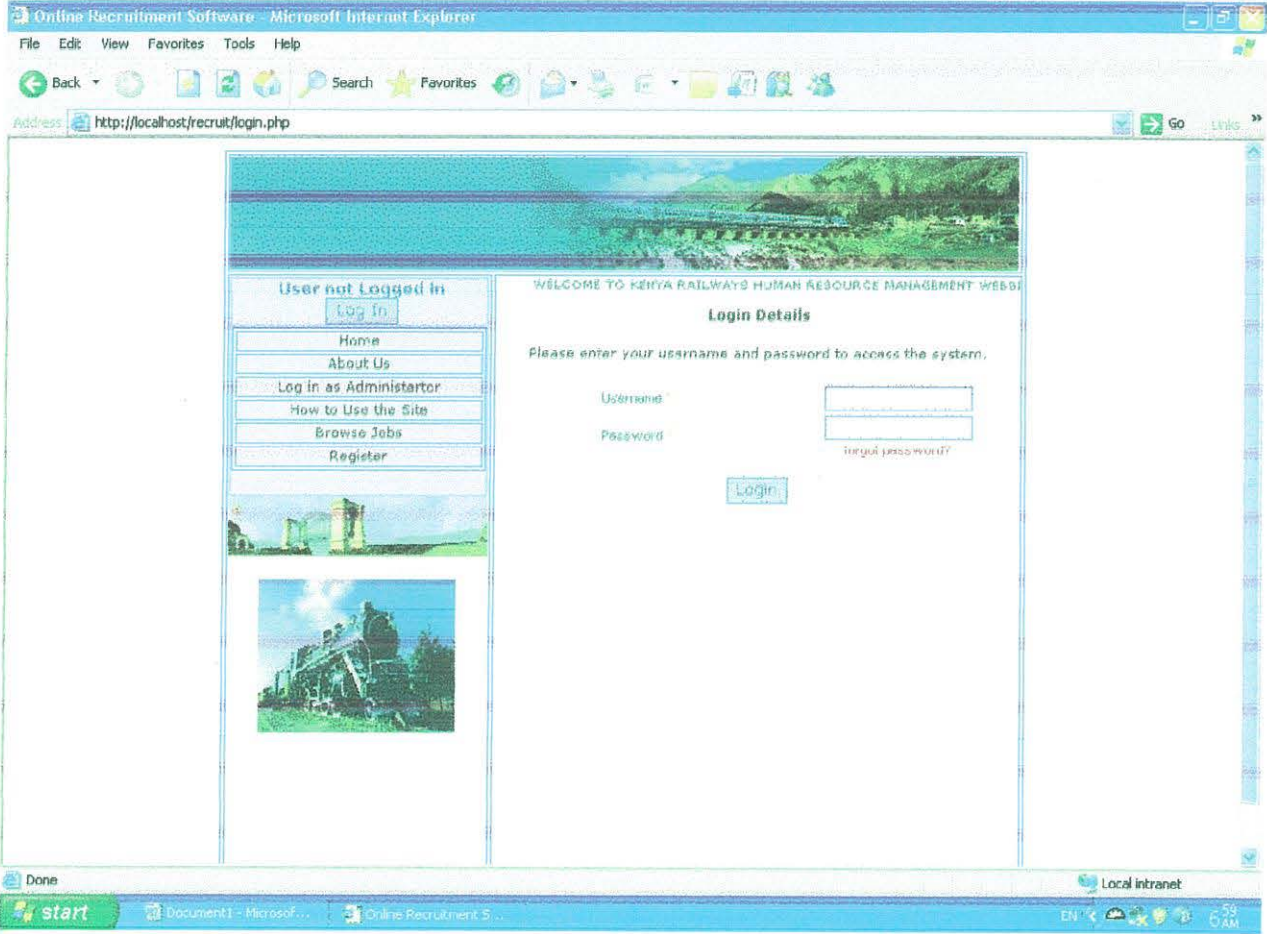 Online Recruitment Software - Microsoft Internet Explorer
File Edit View Favorites Tools Help
Back Search Favorites
Address http://localhost/recruit/login.php Go Links
User not Logged in
Log In
Home
About Us
Log in as Administartor
How to Use the Site
Browse Jobs
Register
WELCOME TO KENYA RAILWAYS HUMAN RESOURCE MANAGEMENT WEBSI
Login Details
Please enter your username and password to access the system.
Username
Password
forgot password?
Login
Done Local intranet
start Document1 - Microsof... Online Recruitment S... EN 6:59 AM